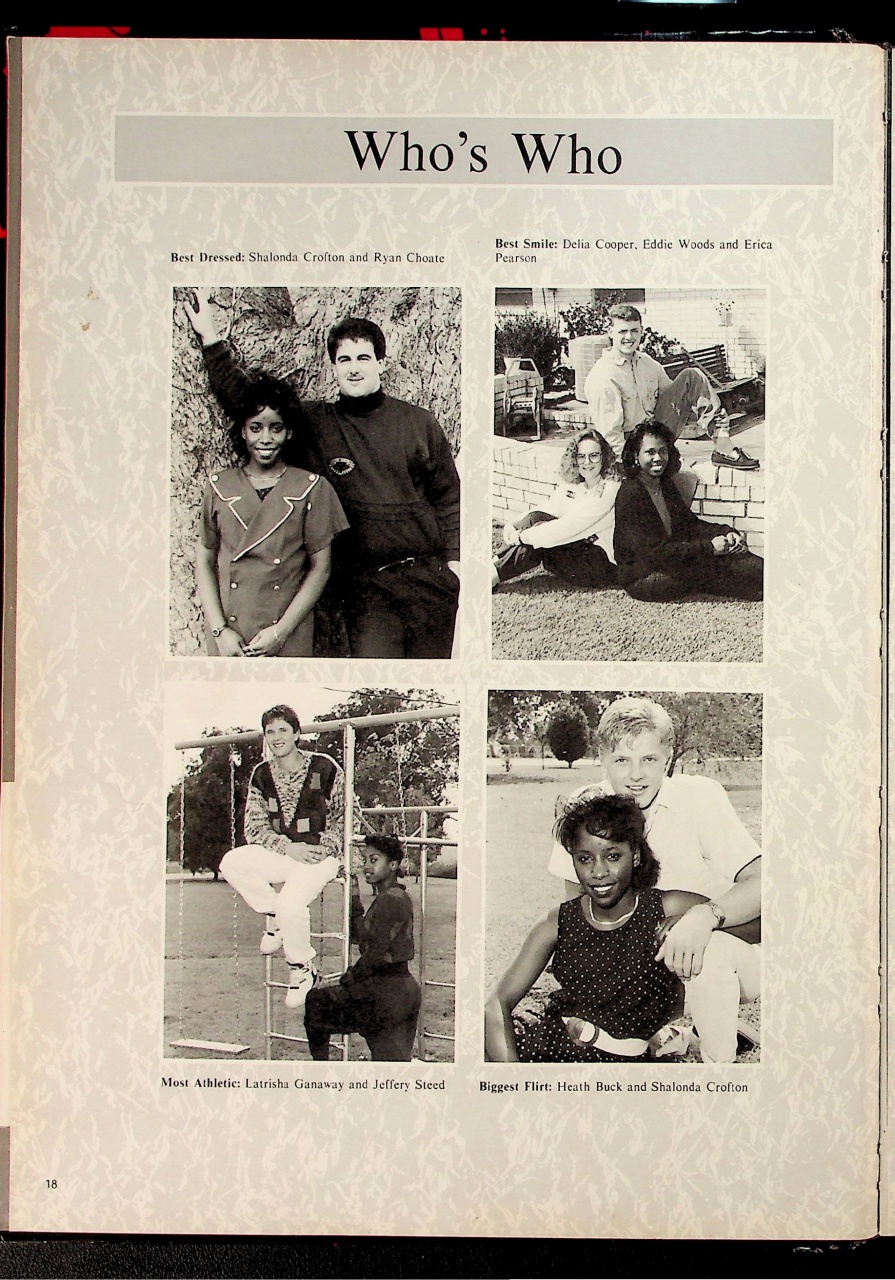 Who's Who
Best Dressed: Shalonda Crofton and Ryan Choate
Best Smile: Delia Cooper, Eddie Woods and Erica
Pearson
Most Athletic: Latrisha Ganaway and Jeffery Steed
Biggest Flirt: Heath Buck and Shalonda Crofton
18